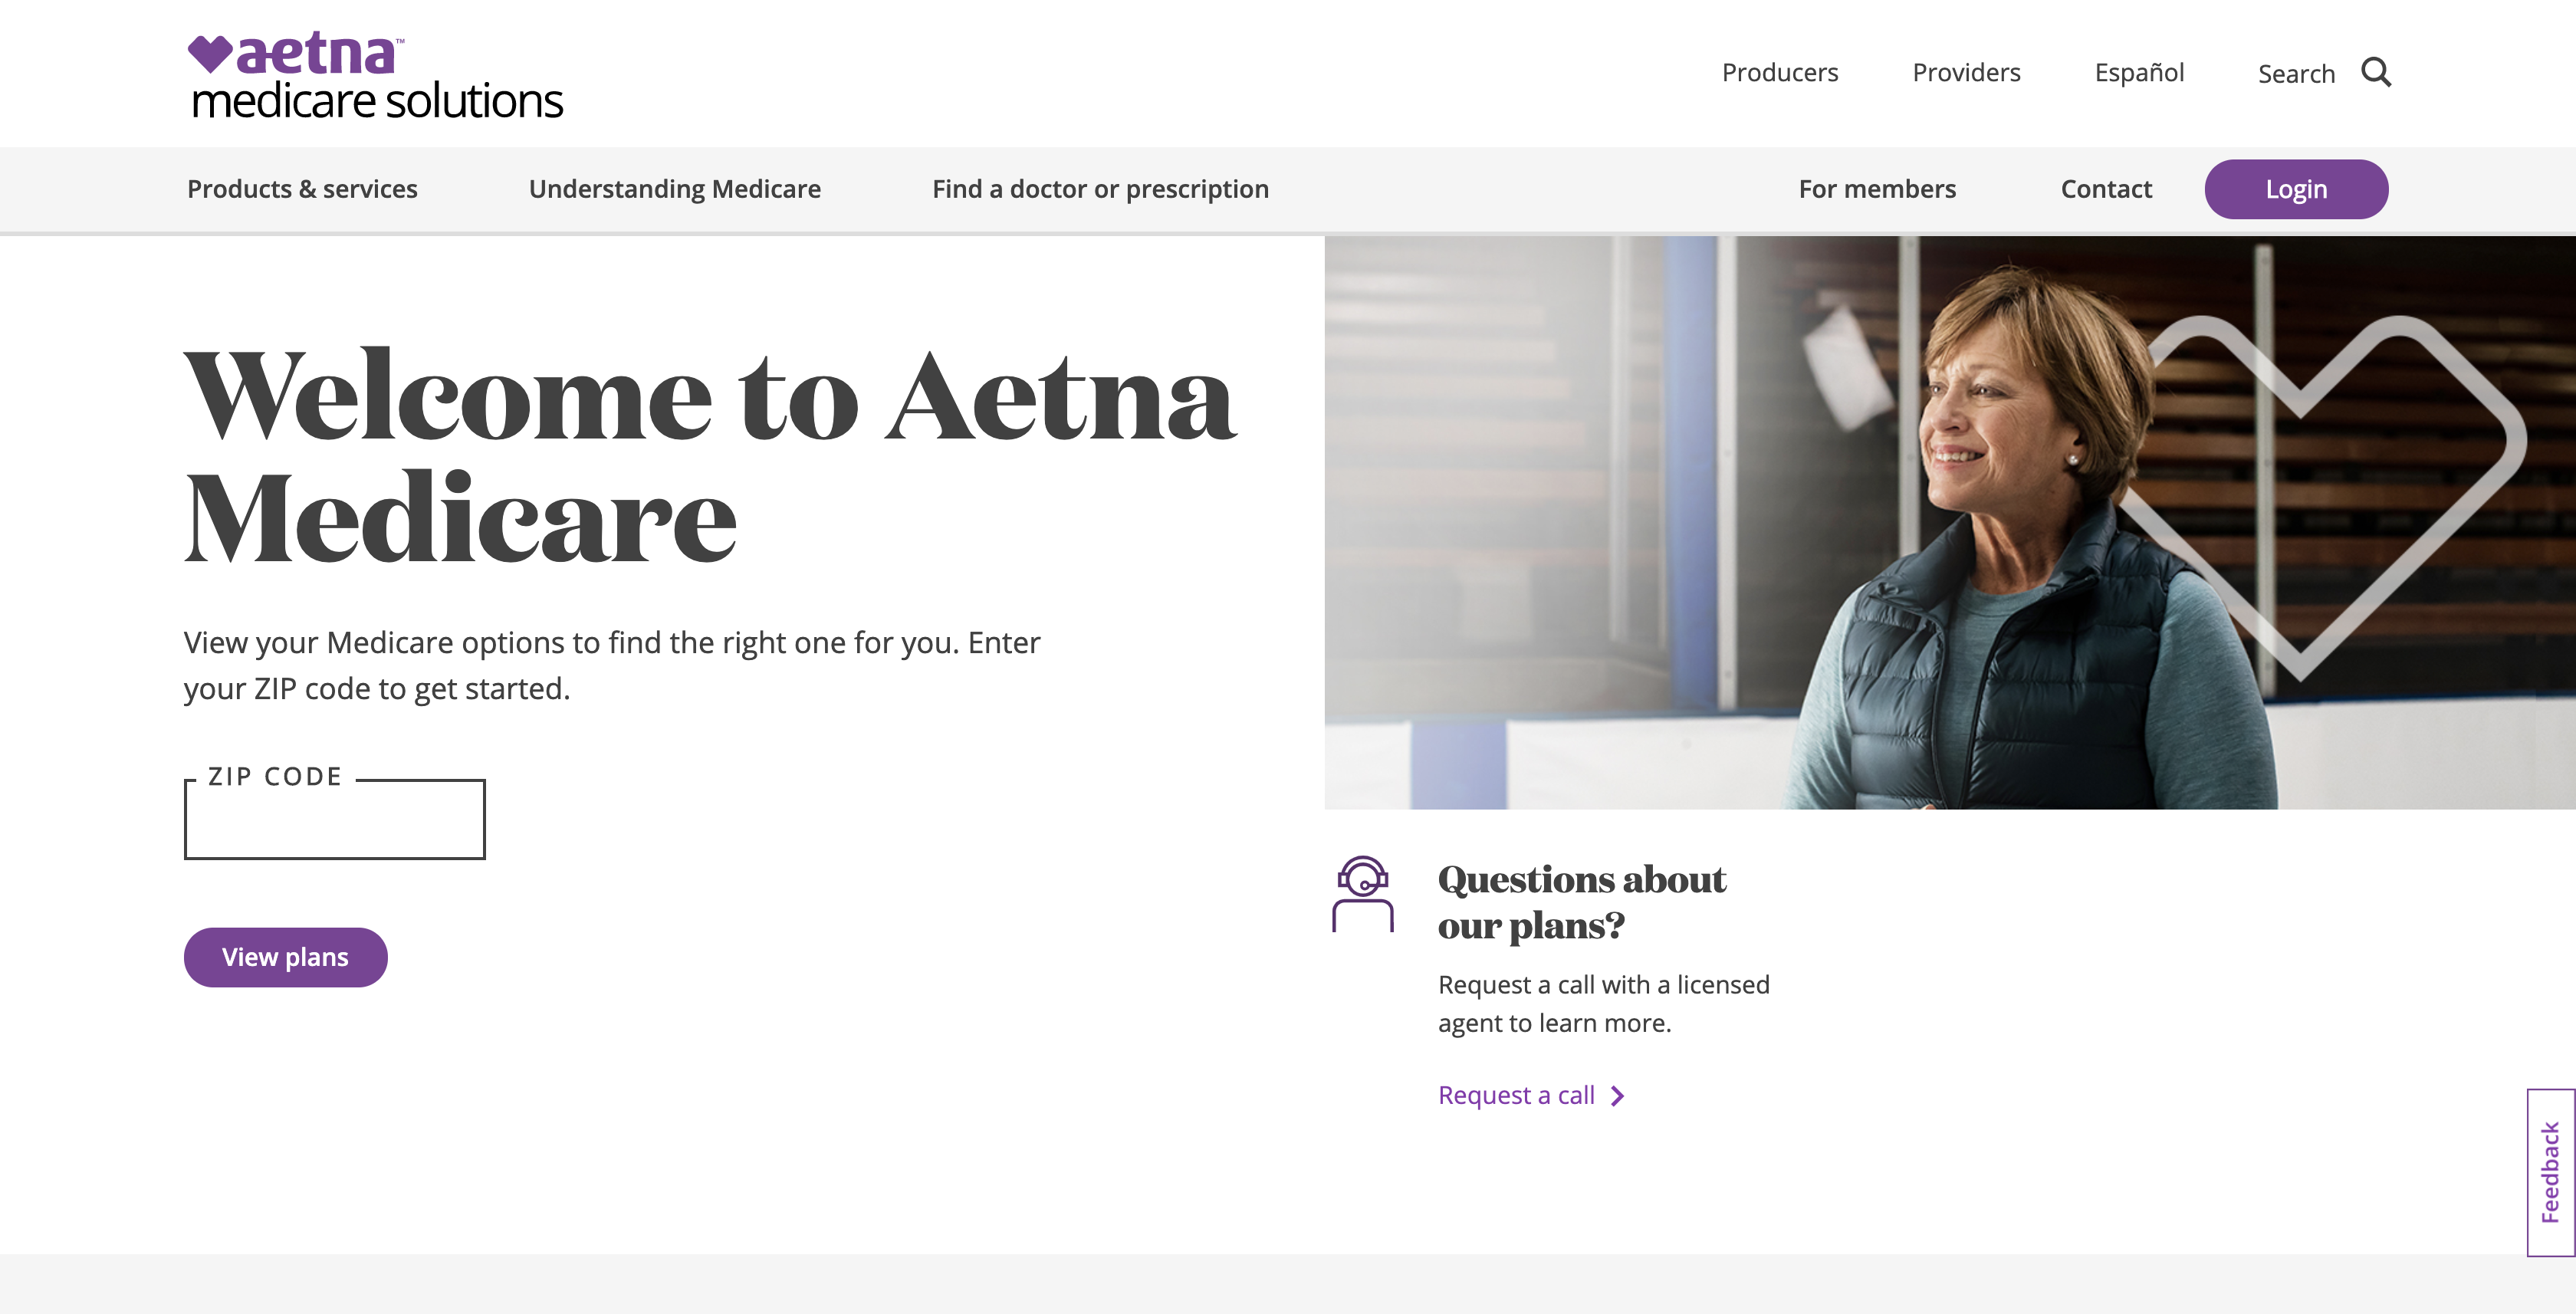 aetna™
medicare solutions
Producers
Providers
Español
Search
Products & services
Understanding Medicare
Find a doctor or prescription
For members
Contact
Login
Welcome to Aetna
Medicare
View your Medicare options to find the right one for you. Enter
your ZIP code to get started.
ZIP CODE
View plans
Questions about
our plans?
Request a call with a licensed
agent to learn more.
Request a call
Feedback